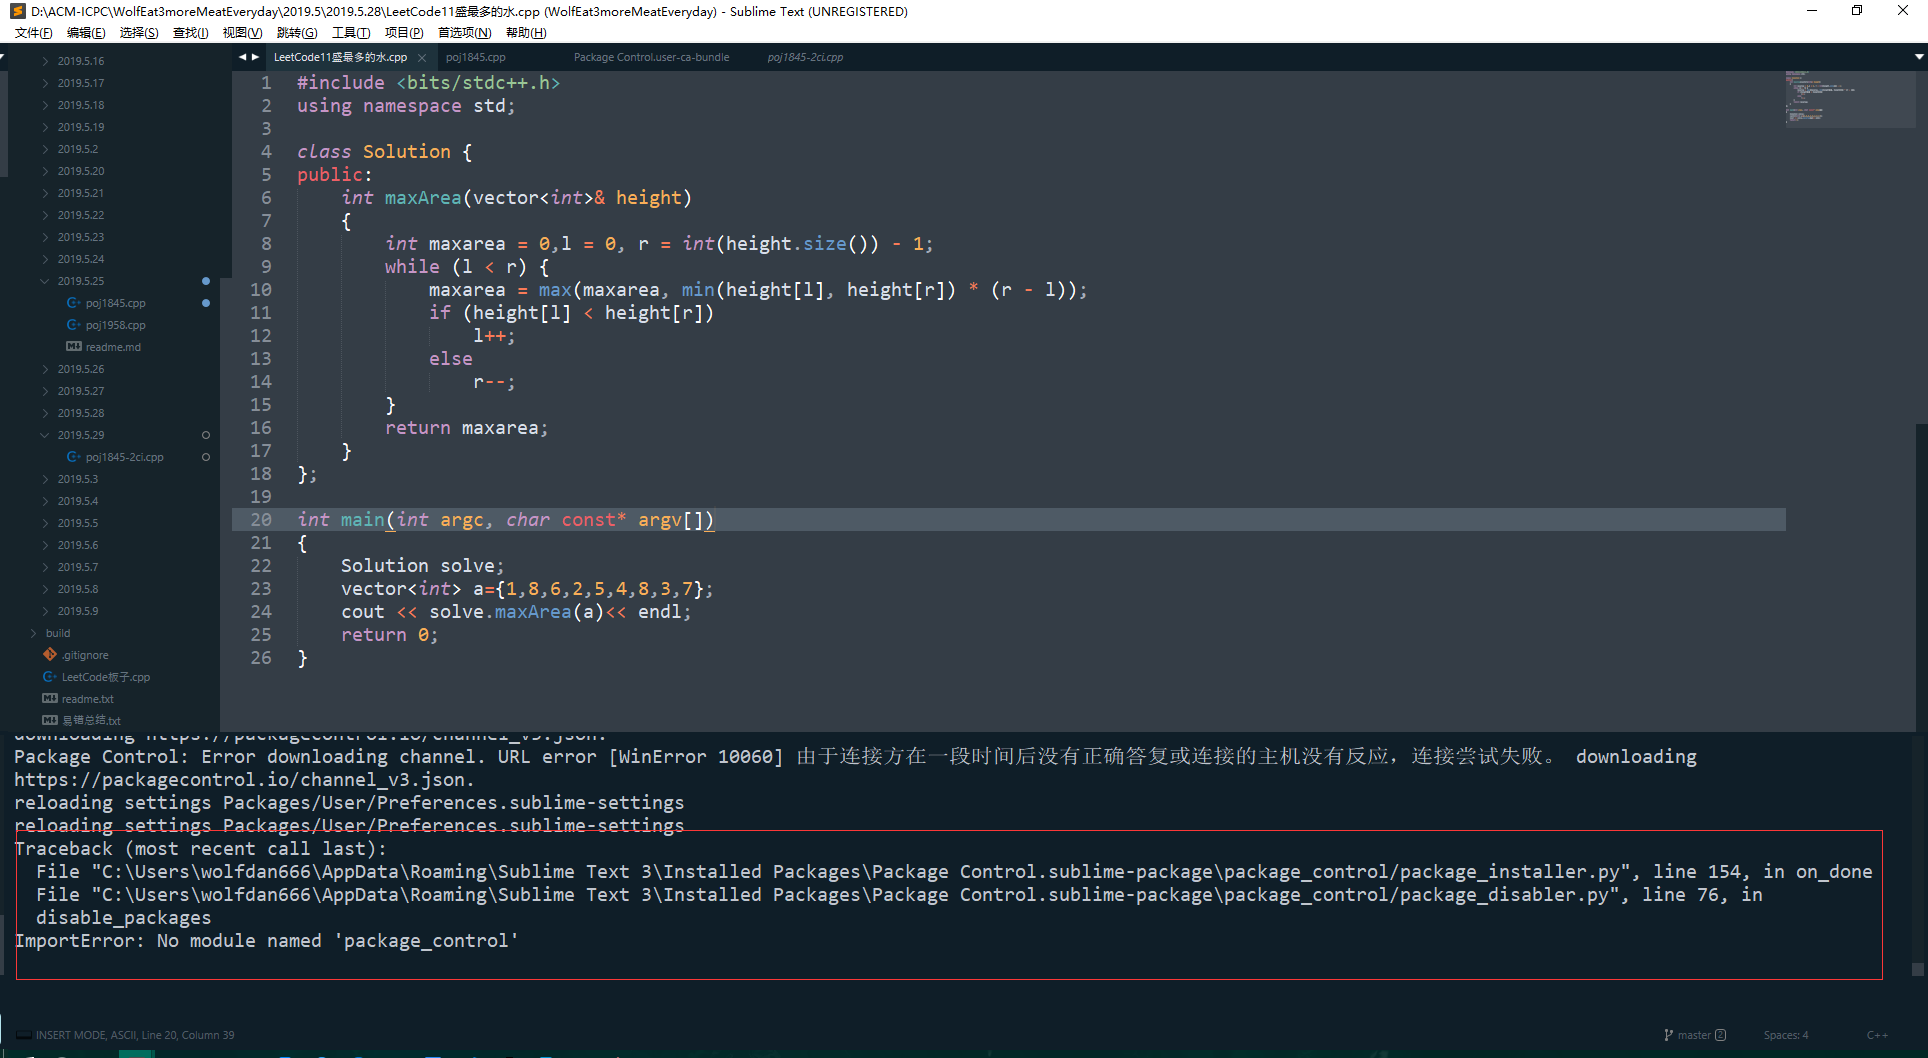 D:\ACM-ICPC\WolfEat3moreMeatEveryday\2019.5\2019.5.28\LeetCode11盛最多的水.cpp (WolfEat3moreMeatEveryday) - Sublime Text (UNREGISTERED)
文件(F) 编辑(E) 选择(S) 查找(I) 视图(V) 跳转(G) 工具(T) 项目(P) 首选项(N) 帮助(H)
LeetCode11盛最多的水.cpp poj1845.cpp Package Control.user-ca-bundle poj1845-2ci.cpp
2019.5.16
2019.5.17
2019.5.18
2019.5.19
2019.5.2
2019.5.20
2019.5.21
2019.5.22
2019.5.23
2019.5.24
2019.5.25
poj1845.cpp
poj1958.cpp
readme.md
2019.5.26
2019.5.27
2019.5.28
2019.5.29
poj1845-2ci.cpp
2019.5.3
2019.5.4
2019.5.5
2019.5.6
2019.5.7
2019.5.8
2019.5.9
build
.gitignore
LeetCode板子.cpp
readme.txt
易错总结.txt
1 #include <bits/stdc++.h>
2 using namespace std;
3
4 class Solution {
5 public:
6     int maxArea(vector<int>& height)
7     {
8         int maxarea = 0,l = 0, r = int(height.size()) - 1;
9         while (l < r) {
10             maxarea = max(maxarea, min(height[l], height[r]) * (r - l));
11             if (height[l] < height[r])
12                 l++;
13             else
14                 r--;
15         }
16         return maxarea;
17     }
18 };
19
20 int main(int argc, char const* argv[])
21 {
22     Solution solve;
23     vector<int> a={1,8,6,2,5,4,8,3,7};
24     cout << solve.maxArea(a)<< endl;
25     return 0;
26 }
downloading https://packagecontrol.io/channel_v3.json.
Package Control: Error downloading channel. URL error [WinError 10060] 由于连接方在一段时间后没有正确答复或连接的主机没有反应，连接尝试失败。 downloading
https://packagecontrol.io/channel_v3.json.
reloading settings Packages/User/Preferences.sublime-settings
reloading settings Packages/User/Preferences.sublime-settings
Traceback (most recent call last):
  File "C:\Users\wolfdan666\AppData\Roaming\Sublime Text 3\Installed Packages\Package Control.sublime-package\package_control/package_installer.py", line 154, in on_done
  File "C:\Users\wolfdan666\AppData\Roaming\Sublime Text 3\Installed Packages\Package Control.sublime-package\package_control/package_disabler.py", line 76, in
  disable_packages
ImportError: No module named 'package_control'
INSERT MODE, ASCII, Line 20, Column 39 master 2 Spaces: 4 C++